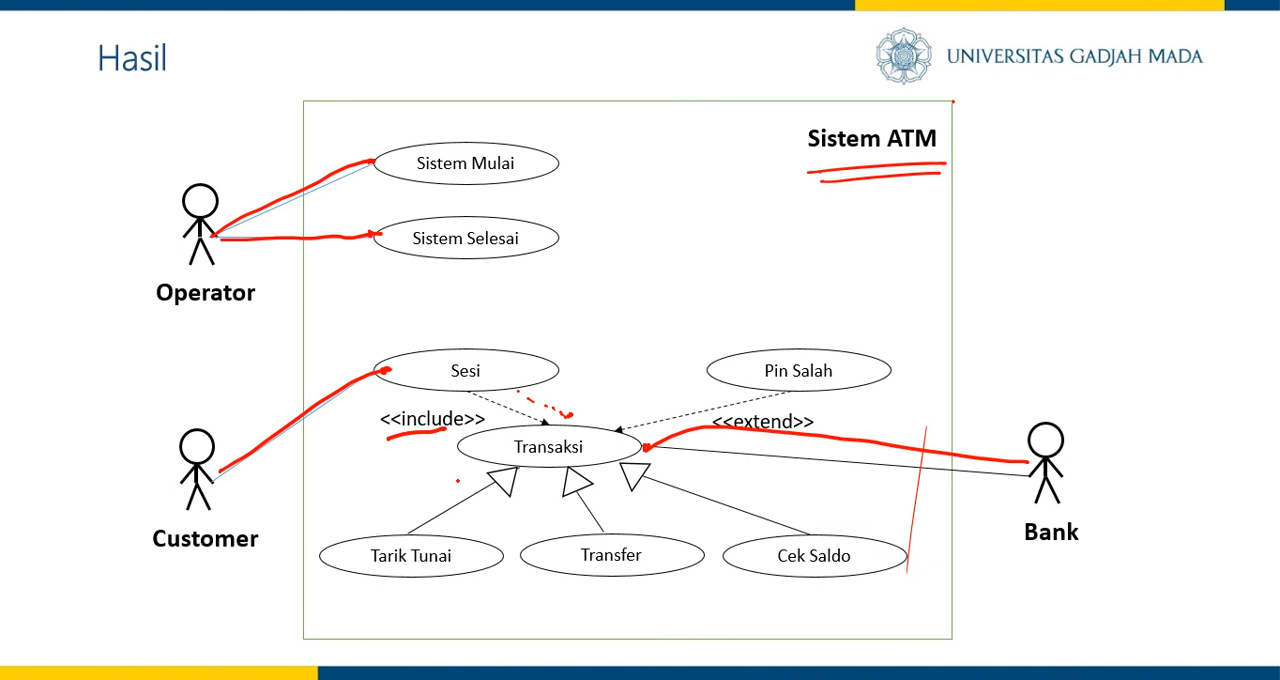 Hasil
UNIVERSITAS GADJAH MADA
Sistem ATM
Sistem Mulai
Sistem Selesai
Operator
Sesi
Pin Salah
<<include>>
<<extend>>
Transaksi
Customer
Bank
Tarik Tunai
Transfer
Cek Saldo